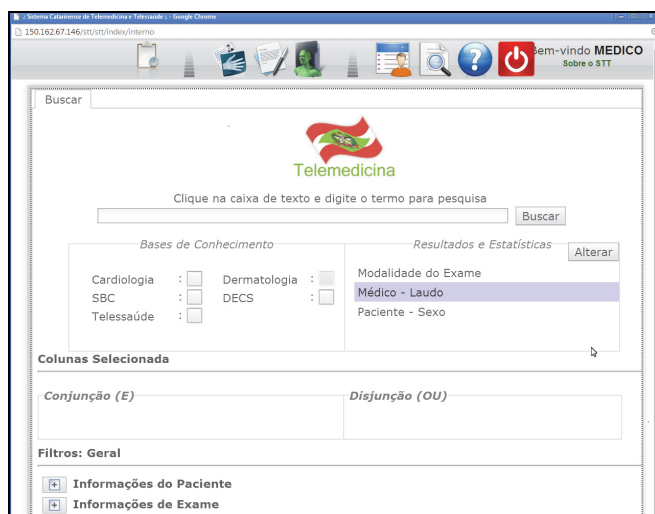 .: Sistema Catarinense de Telemedicina e Telessaúde :. - Google Chrome
150.162.67.146/stt/stt/index/interno
Bem-vindo MEDICO
Sobre o STT
Buscar
Telemedicina
Clique na caixa de texto e digite o termo para pesquisa
Buscar
Bases de Conhecimento
Cardiologia : Dermatologia :
SBC : DECS :
Telessaúde :
Resultados e Estatísticas
Alterar
Modalidade do Exame
Médico - Laudo
Paciente - Sexo
Colunas Selecionada
Conjunção (E)
Disjunção (OU)
Filtros: Geral
Informações do Paciente
Informações de Exame